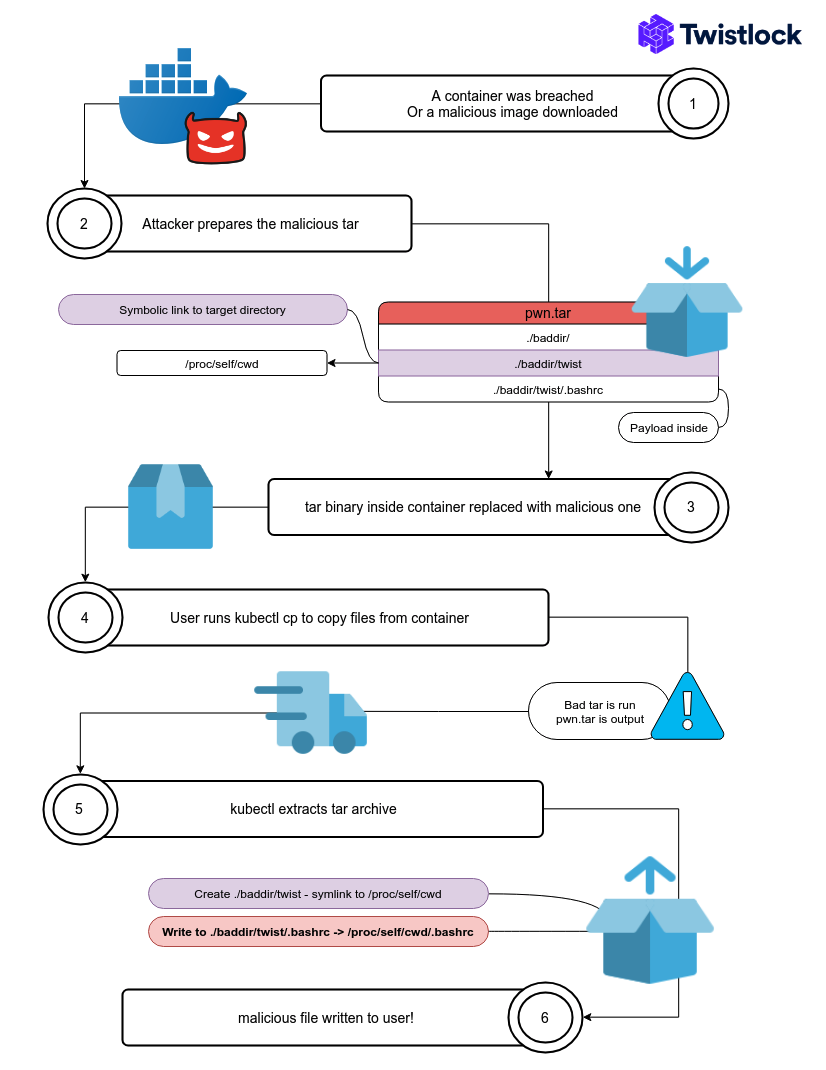 Twistlock
A container was breached
Or a malicious image downloaded
1
2
Attacker prepares the malicious tar
Symbolic link to target directory
pwn.tar
./baddir/
/proc/self/cwd
./baddir/twist
./baddir/twist/.bashrc
Payload inside
tar binary inside container replaced with malicious one
3
4
User runs kubectl cp to copy files from container
Bad tar is run
pwn.tar is output
!
5
kubectl extracts tar archive
Create ./baddir/twist - symlink to /proc/self/cwd
Write to ./baddir/twist/.bashrc -> /proc/self/cwd/.bashrc
malicious file written to user!
6